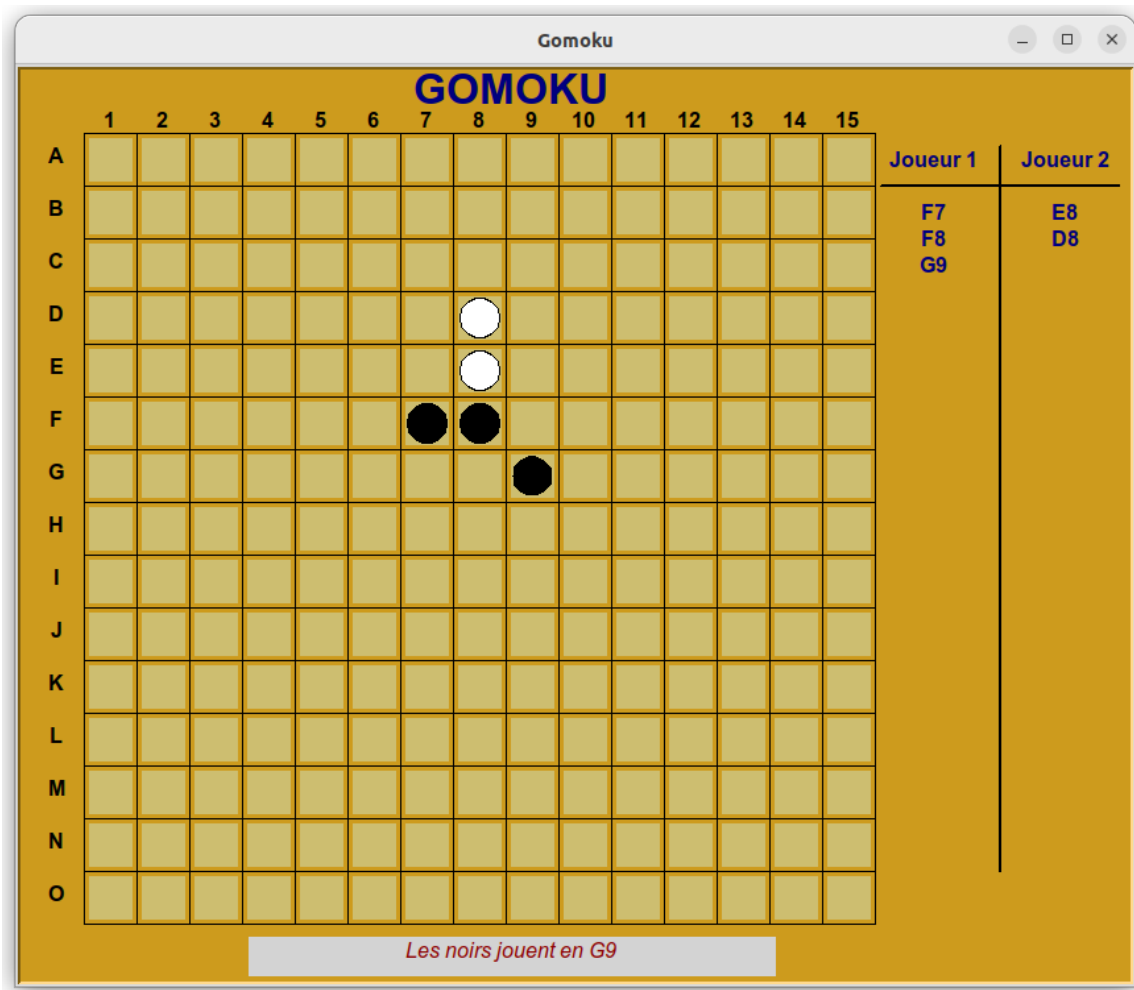 Gomoku
GOMOKU
1 2 3 4 5 6 7 8 9 10 11 12 13 14 15
A
Joueur 1 Joueur 2
B
F7 E8
F8 D8
C
G9
D
E
F
G
H
I
J
K
L
M
N
O
Les noirs jouent en G9